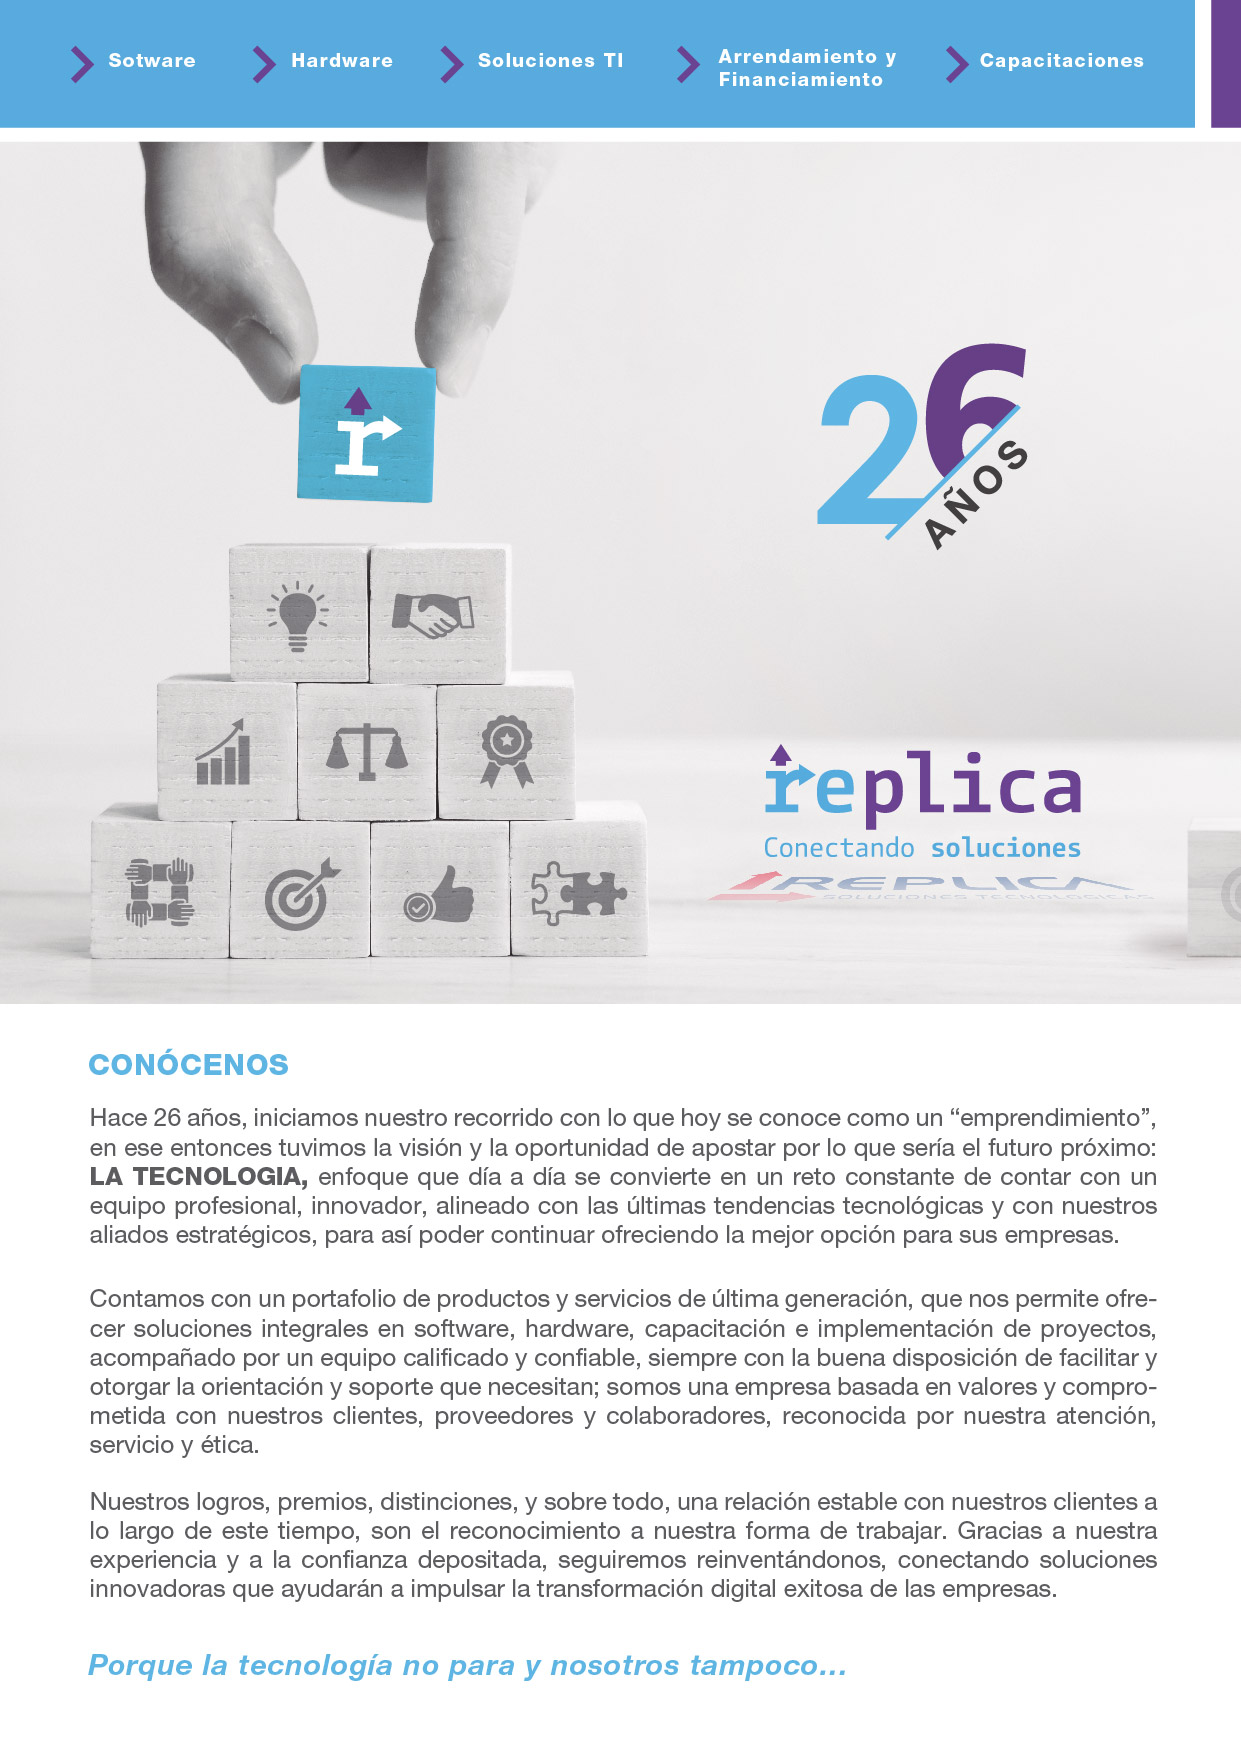 Sotware
Hardware
Soluciones TI
Arrendamiento y
Financiamiento
Capacitaciones
r
26
AÑOS
replica
Conectando soluciones
REPLICA
SOLUCIONES TECNOLOGICAS
CONÓCENOS
Hace 26 años, iniciamos nuestro recorrido con lo que hoy se conoce como un “emprendimiento”,
en ese entonces tuvimos la visión y la oportunidad de apostar por lo que sería el futuro próximo:
LA TECNOLOGIA, enfoque que día a día se convierte en un reto constante de contar con un
equipo profesional, innovador, alineado con las últimas tendencias tecnológicas y con nuestros
aliados estratégicos, para así poder continuar ofreciendo la mejor opción para sus empresas.
Contamos con un portafolio de productos y servicios de última generación, que nos permite ofre-
cer soluciones integrales en software, hardware, capacitación e implementación de proyectos,
acompañado por un equipo calificado y confiable, siempre con la buena disposición de facilitar y
otorgar la orientación y soporte que necesitan; somos una empresa basada en valores y compro-
metida con nuestros clientes, proveedores y colaboradores, reconocida por nuestra atención,
servicio y ética.
Nuestros logros, premios, distinciones, y sobre todo, una relación estable con nuestros clientes a
lo largo de este tiempo, son el reconocimiento a nuestra forma de trabajar. Gracias a nuestra
experiencia y a la confianza depositada, seguiremos reinventándonos, conectando soluciones
innovadoras que ayudarán a impulsar la transformación digital exitosa de las empresas.
Porque la tecnología no para y nosotros tampoco...